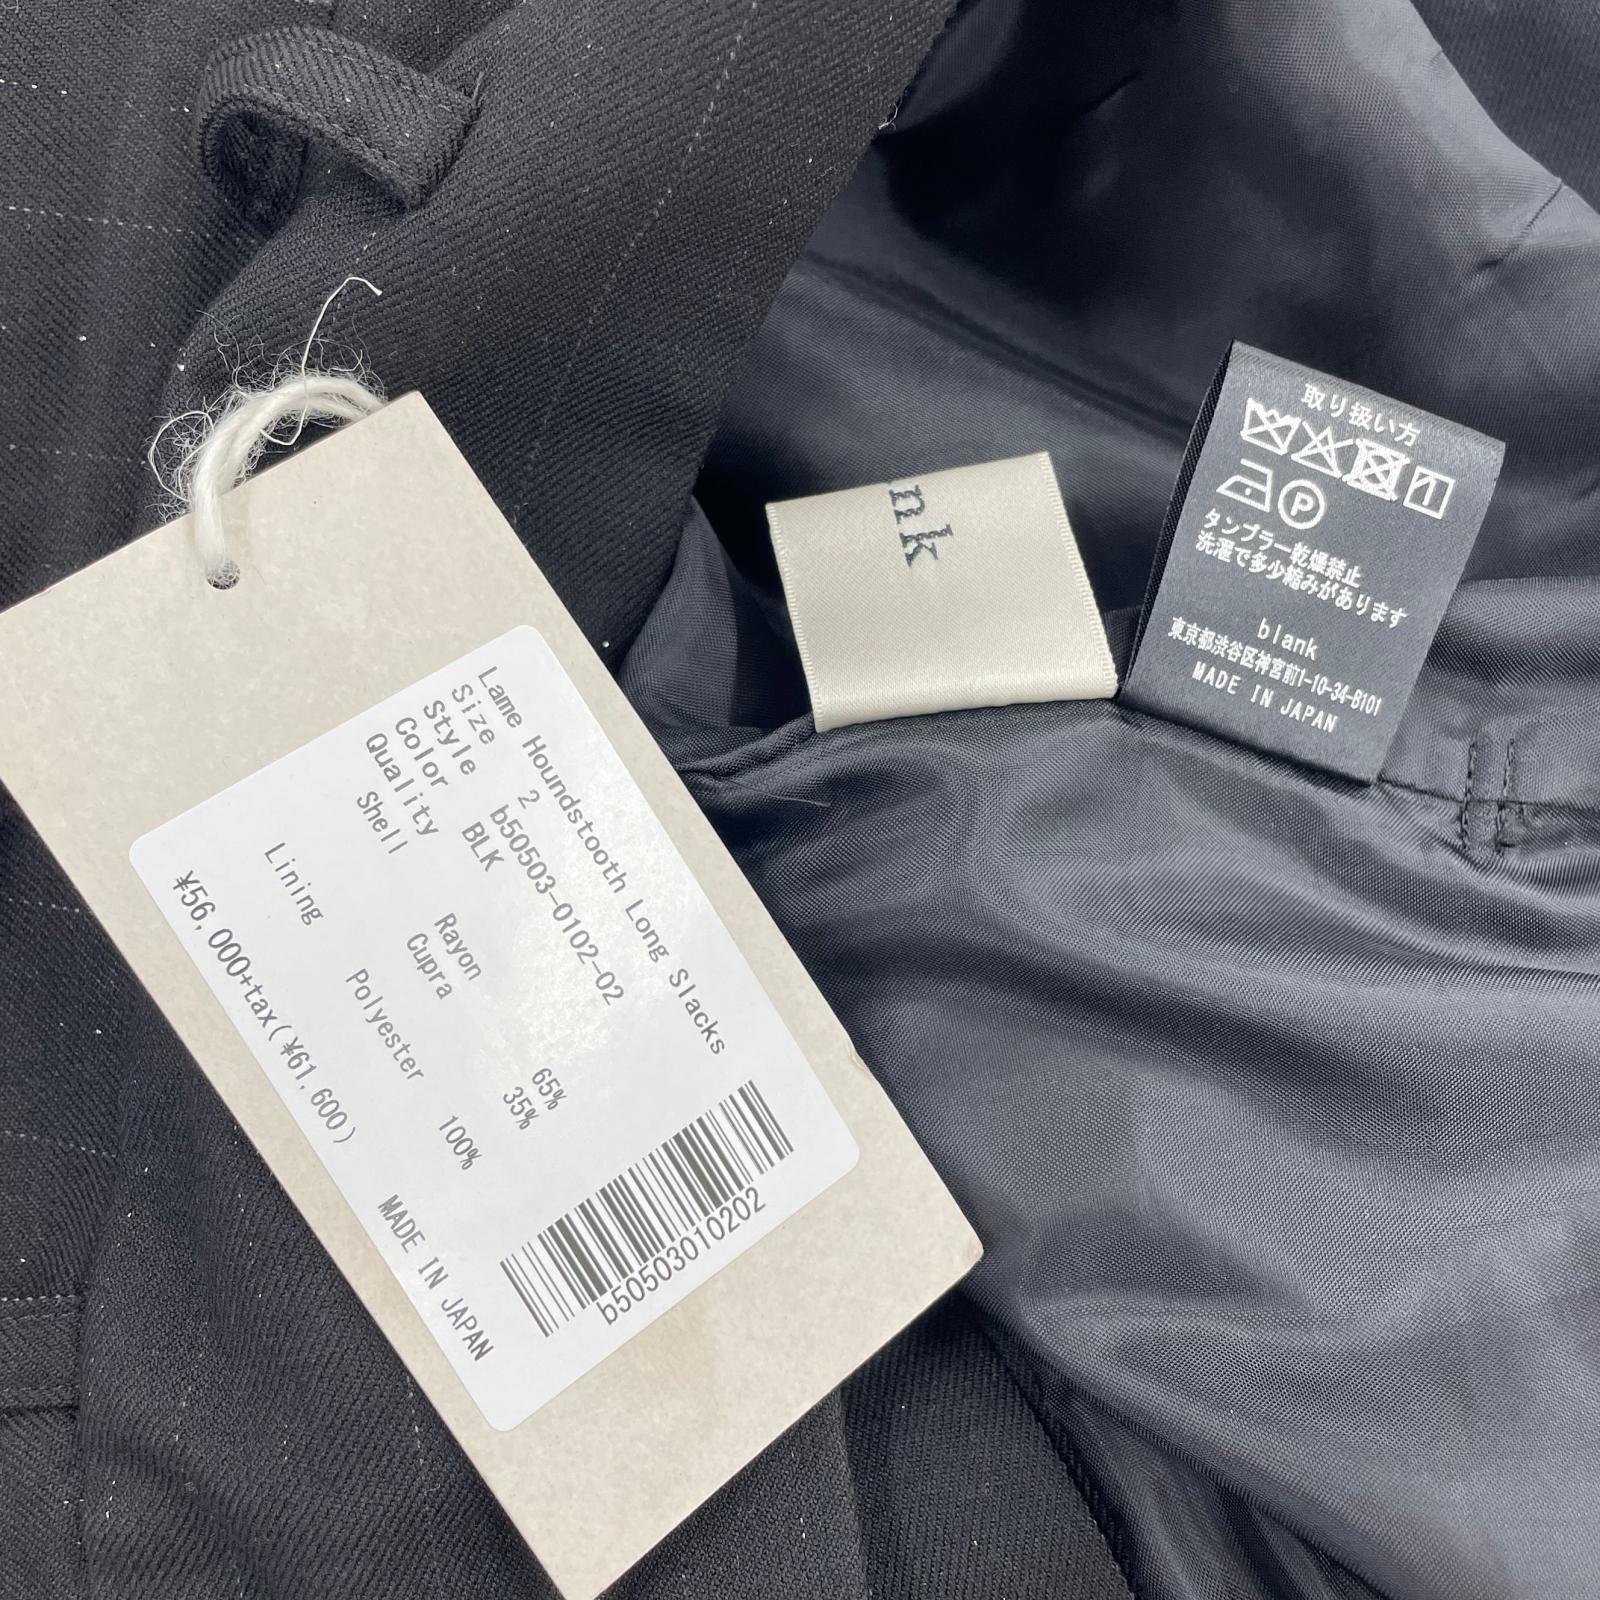 Lame Houndstooth Long Slacks
Size 2
Style b50503-0102-02
Color BLK
Quality
Shell Rayon 65%
Cupra 35%
Lining Polyester 100%
¥56,000+tax(¥61,600)
MADE IN JAPAN
b50503010202
nk
取り扱い方
P
タンブラー乾燥禁止
洗濯で多少縮みがあります
blank
東京都渋谷区神宮前1-10-34-B101
MADE IN JAPAN